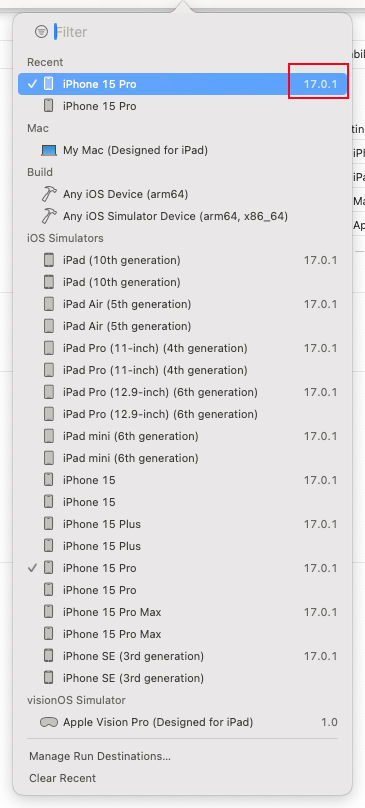 Filter
Recent
iPhone 15 Pro 17.0.1
iPhone 15 Pro
Mac
My Mac (Designed for iPad)
Build
Any iOS Device (arm64)
Any iOS Simulator Device (arm64, x86_64)
iOS Simulators
iPad (10th generation) 17.0.1
iPad (10th generation)
iPad Air (5th generation) 17.0.1
iPad Air (5th generation)
iPad Pro (11-inch) (4th generation) 17.0.1
iPad Pro (11-inch) (4th generation)
iPad Pro (12.9-inch) (6th generation) 17.0.1
iPad Pro (12.9-inch) (6th generation)
iPad mini (6th generation) 17.0.1
iPad mini (6th generation)
iPhone 15 17.0.1
iPhone 15
iPhone 15 Plus 17.0.1
iPhone 15 Plus
iPhone 15 Pro 17.0.1
iPhone 15 Pro
iPhone 15 Pro Max 17.0.1
iPhone 15 Pro Max
iPhone SE (3rd generation) 17.0.1
iPhone SE (3rd generation)
visionOS Simulator
Apple Vision Pro (Designed for iPad) 1.0
Manage Run Destinations...
Clear Recent